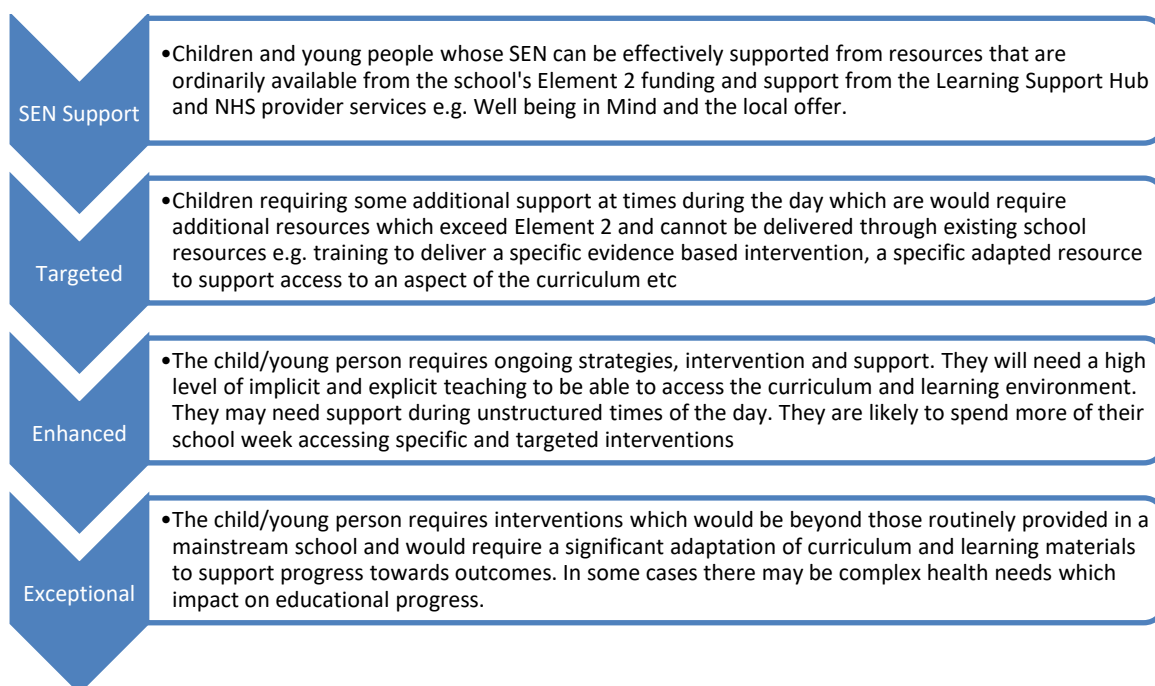 SEN Support
•Children and young people whose SEN can be effectively supported from resources that are
ordinarily available from the school's Element 2 funding and support from the Learning Support Hub
and NHS provider services e.g. Well being in Mind and the local offer.
Targeted
•Children requiring some additional support at times during the day which are would require
additional resources which exceed Element 2 and cannot be delivered through existing school
resources e.g. training to deliver a specific evidence based intervention, a specific adapted resource
to support access to an aspect of the curriculum etc
Enhanced
•The child/young person requires ongoing strategies, intervention and support. They will need a high
level of implicit and explicit teaching to be able to access the curriculum and learning environment.
They may need support during unstructured times of the day. They are likely to spend more of their
school week accessing specific and targeted interventions
Exceptional
•The child/young person requires interventions which would be beyond those routinely provided in a
mainstream school and would require a significant adaptation of curriculum and learning materials
to support progress towards outcomes. In some cases there may be complex health needs which
impact on educational progress.